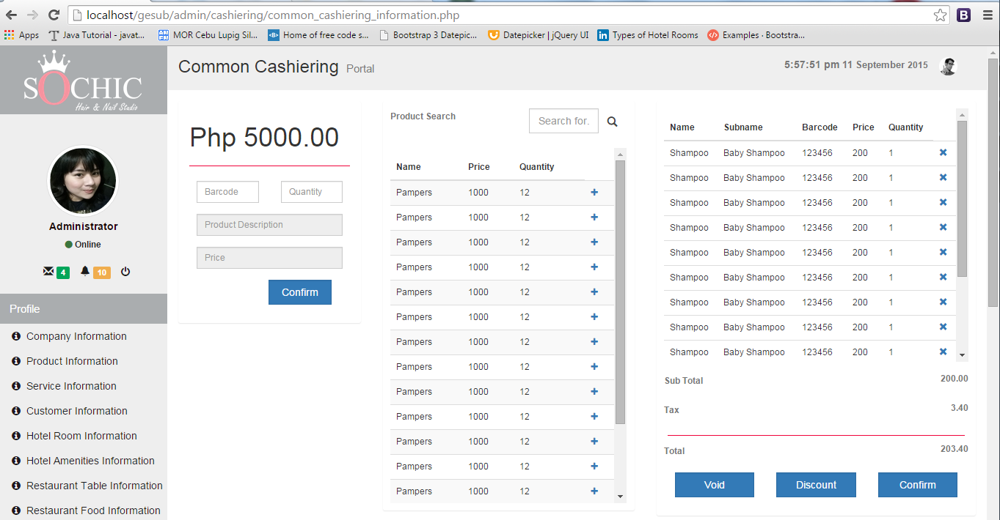 localhost/gesub/admin/cashiering/common_cashiering_information.php
Apps Java Tutorial - javat... MOR Cebu Lupig Sil... Home of free code s... Bootstrap 3 Datepic... Datepicker | jQuery UI Types of Hotel Rooms Examples · Bootstra...
SOCHIC
Hair & Nail Studio
Administrator
Online
4 10
Profile
Company Information
Product Information
Service Information
Customer Information
Hotel Room Information
Hotel Amenities Information
Restaurant Table Information
Restaurant Food Information
Common Cashiering Portal
5:57:51 pm 11 September 2015
Php 5000.00
Barcode Quantity
Product Description
Price
Confirm
Product Search Search for.
Name Price Quantity
Pampers 1000 12
Pampers 1000 12
Pampers 1000 12
Pampers 1000 12
Pampers 1000 12
Pampers 1000 12
Pampers 1000 12
Pampers 1000 12
Pampers 1000 12
Pampers 1000 12
Pampers 1000 12
Pampers 1000 12
Pampers 1000 12
Name Subname Barcode Price Quantity
Shampoo Baby Shampoo 123456 200 1
Shampoo Baby Shampoo 123456 200 1
Shampoo Baby Shampoo 123456 200 1
Shampoo Baby Shampoo 123456 200 1
Shampoo Baby Shampoo 123456 200 1
Shampoo Baby Shampoo 123456 200 1
Shampoo Baby Shampoo 123456 200 1
Shampoo Baby Shampoo 123456 200 1
Shampoo Baby Shampoo 123456 200 1
Sub Total 200.00
Tax 3.40
Total 203.40
Void Discount Confirm